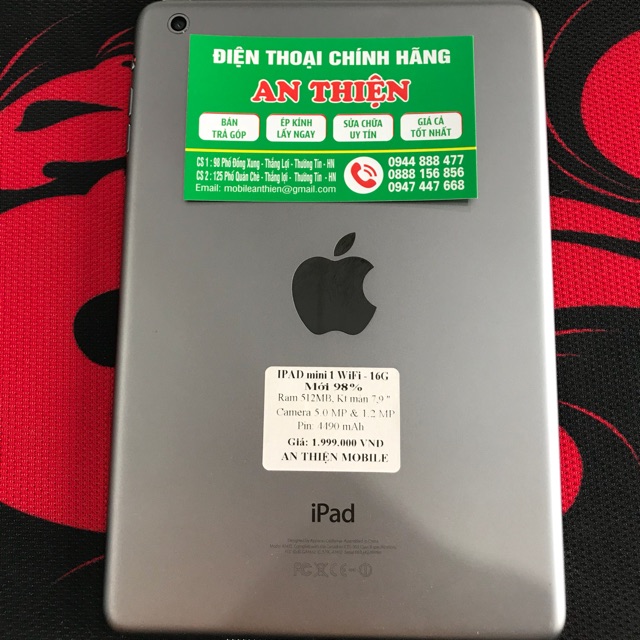 ĐIỆN THOẠI CHÍNH HÃNG
AN THIỆN
BÁN
TRẢ GÓP
ÉP KÍNH
LẤY NGAY
SỬA CHỮA
UY TÍN
GIÁ CẢ
TỐT NHẤT
CS 1 : 98 Phố Đồng Xung - Thắng Lợi - Thường Tín - HN
CS 2 : 125 Phố Quán Chè - Thắng lợi - Thường Tín - HN
Email: mobileanthien@gmail.com
0944 888 477
0888 156 856
0947 447 668
IPAD mini 1 WiFi - 16G
Mới 98%
Ram 512MB, Kt màn 7,9 "
Camera 5.0 MP & 1.2 MP
Pin: 4490 mAh
Giá: 1.999.000 VND
AN THIỆN MOBILE
iPad